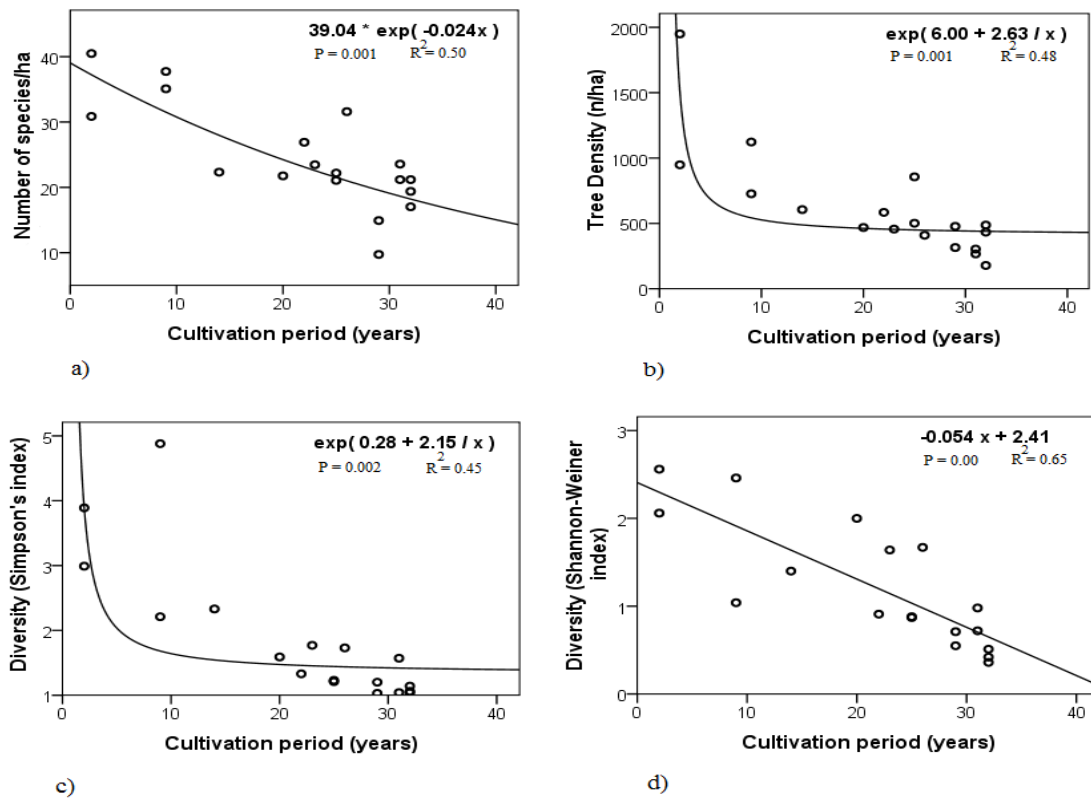 39.04 * exp( -0.024x)
P = 0.001 R² = 0.50
40
30
20
10
0 10 20 30 40
Number of species/ha
Cultivation period (years)
a)
exp( 6.00 + 2.63 / x)
P = 0.001 R² = 0.48
2000
1500
1000
500
0
0 10 20 30 40
Tree Density (n/ha)
Cultivation period (years)
b)
exp( 0.28 + 2.15 / x)
P = 0.002 R² = 0.45
5
4
3
2
1
0 10 20 30 40
Diversity (Simpson's index)
Cultivation period (years)
c)
-0.054 x + 2.41
P = 0.00 R² = 0.65
3
2
1
0
0 10 20 30 40
Diversity (Shannon-Weiner
index)
Cultivation period (years)
d)